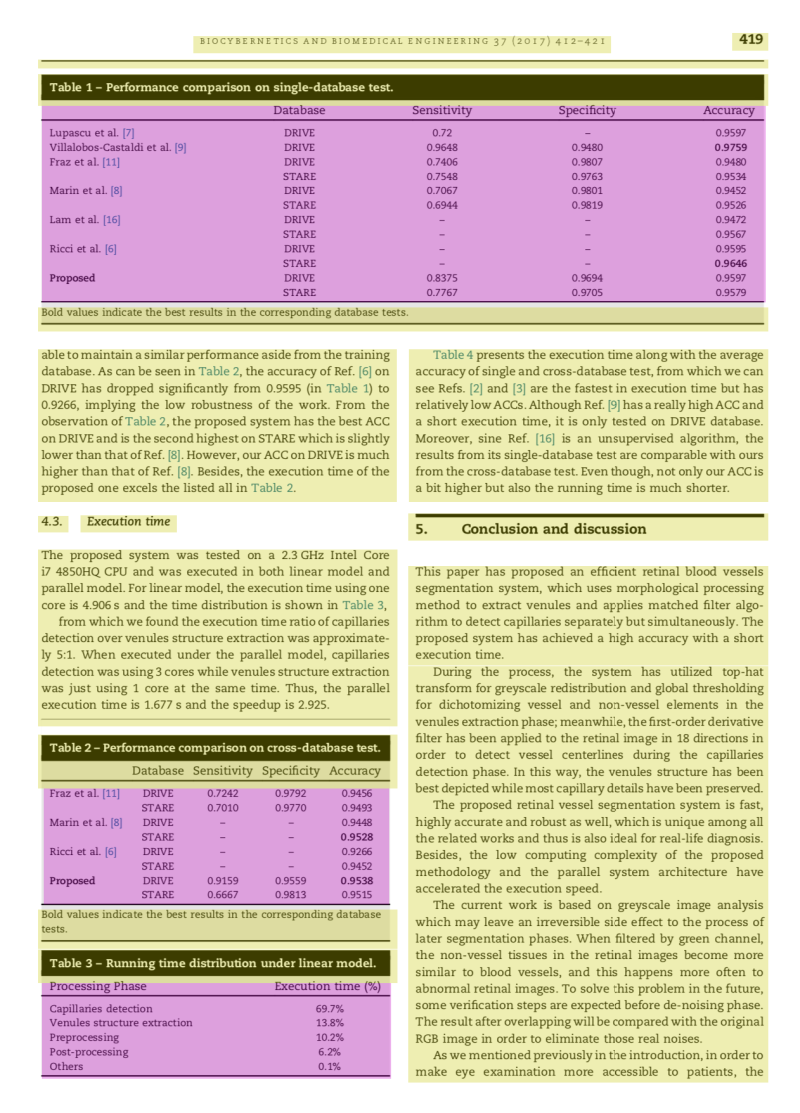 BIOCYBERNETICS AND BIOMEDICAL ENGINEERING 37 (2017) 412–421
419
Table 1 – Performance comparison on single-database test.
Database Sensitivity Specificity Accuracy
Lupascu et al. [7] DRIVE 0.72 – 0.9597
Villalobos-Castaldi et al. [9] DRIVE 0.9648 0.9480 0.9759
Fraz et al. [11] DRIVE 0.7406 0.9807 0.9480
STARE 0.7548 0.9763 0.9534
Marin et al. [8] DRIVE 0.7067 0.9801 0.9452
STARE 0.6944 0.9819 0.9526
Lam et al. [16] DRIVE – – 0.9472
STARE – – 0.9567
Ricci et al. [6] DRIVE – – 0.9595
STARE – – 0.9646
Proposed DRIVE 0.8375 0.9694 0.9597
STARE 0.7767 0.9705 0.9579
Bold values indicate the best results in the corresponding database tests.
able to maintain a similar performance aside from the training
database. As can be seen in Table 2, the accuracy of Ref. [6] on
DRIVE has dropped significantly from 0.9595 (in Table 1) to
0.9266, implying the low robustness of the work. From the
observation of Table 2, the proposed system has the best ACC
on DRIVE and is the second highest on STARE which is slightly
lower than that of Ref. [8]. However, our ACC on DRIVE is much
higher than that of Ref. [8]. Besides, the execution time of the
proposed one excels the listed all in Table 2.
4.3. Execution time
The proposed system was tested on a 2.3 GHz Intel Core
i7 4850HQ CPU and was executed in both linear model and
parallel model. For linear model, the execution time using one
core is 4.906 s and the time distribution is shown in Table 3,
from which we found the execution time ratio of capillaries
detection over venules structure extraction was approximate-
ly 5:1. When executed under the parallel model, capillaries
detection was using 3 cores while venules structure extraction
was just using 1 core at the same time. Thus, the parallel
execution time is 1.677 s and the speedup is 2.925.
Table 2 – Performance comparison on cross-database test.
Database Sensitivity Specificity Accuracy
Fraz et al. [11] DRIVE 0.7242 0.9792 0.9456
STARE 0.7010 0.9770 0.9493
Marin et al. [8] DRIVE – – 0.9448
STARE – – 0.9528
Ricci et al. [6] DRIVE – – 0.9266
STARE – – 0.9452
Proposed DRIVE 0.9159 0.9559 0.9538
STARE 0.6667 0.9813 0.9515
Bold values indicate the best results in the corresponding database
tests.
Table 3 – Running time distribution under linear model.
Processing Phase Execution time (%)
Capillaries detection 69.7%
Venules structure extraction 13.8%
Preprocessing 10.2%
Post-processing 6.2%
Others 0.1%
Table 4 presents the execution time along with the average
accuracy of single and cross-database test, from which we can
see Refs. [2] and [3] are the fastest in execution time but has
relatively low ACCs. Although Ref. [9] has a really high ACC and
a short execution time, it is only tested on DRIVE database.
Moreover, sine Ref. [16] is an unsupervised algorithm, the
results from its single-database test are comparable with ours
from the cross-database test. Even though, not only our ACC is
a bit higher but also the running time is much shorter.
5. Conclusion and discussion
This paper has proposed an efficient retinal blood vessels
segmentation system, which uses morphological processing
method to extract venules and applies matched filter algo-
rithm to detect capillaries separately but simultaneously. The
proposed system has achieved a high accuracy with a short
execution time.
During the process, the system has utilized top-hat
transform for greyscale redistribution and global thresholding
for dichotomizing vessel and non-vessel elements in the
venules extraction phase; meanwhile, the first-order derivative
filter has been applied to the retinal image in 18 directions in
order to detect vessel centerlines during the capillaries
detection phase. In this way, the venules structure has been
best depicted while most capillary details have been preserved.
The proposed retinal vessel segmentation system is fast,
highly accurate and robust as well, which is unique among all
the related works and thus is also ideal for real-life diagnosis.
Besides, the low computing complexity of the proposed
methodology and the parallel system architecture have
accelerated the execution speed.
The current work is based on greyscale image analysis
which may leave an irreversible side effect to the process of
later segmentation phases. When filtered by green channel,
the non-vessel tissues in the retinal images become more
similar to blood vessels, and this happens more often to
abnormal retinal images. To solve this problem in the future,
some verification steps are expected before de-noising phase.
The result after overlapping will be compared with the original
RGB image in order to eliminate those real noises.
As we mentioned previously in the introduction, in order to
make eye examination more accessible to patients, the